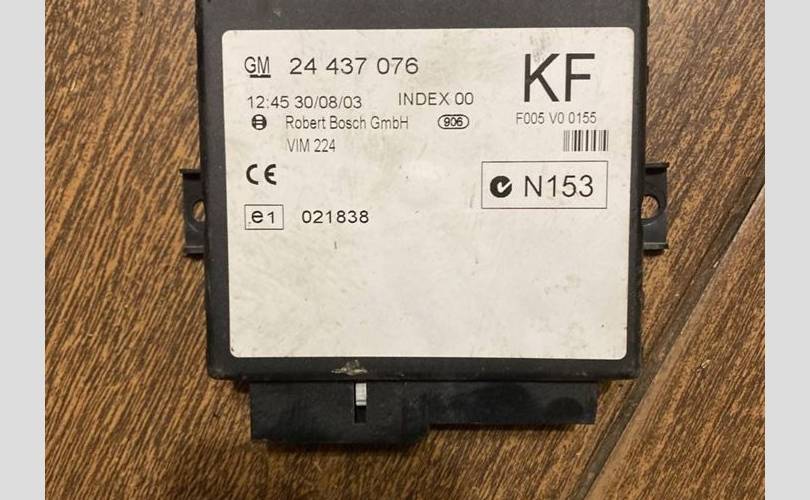 GM 24 437 076
KF
12:45 30/08/03 INDEX 00
Robert Bosch GmbH 906
F005 V0 0155
VIM 224
CE
N153
e1 021838